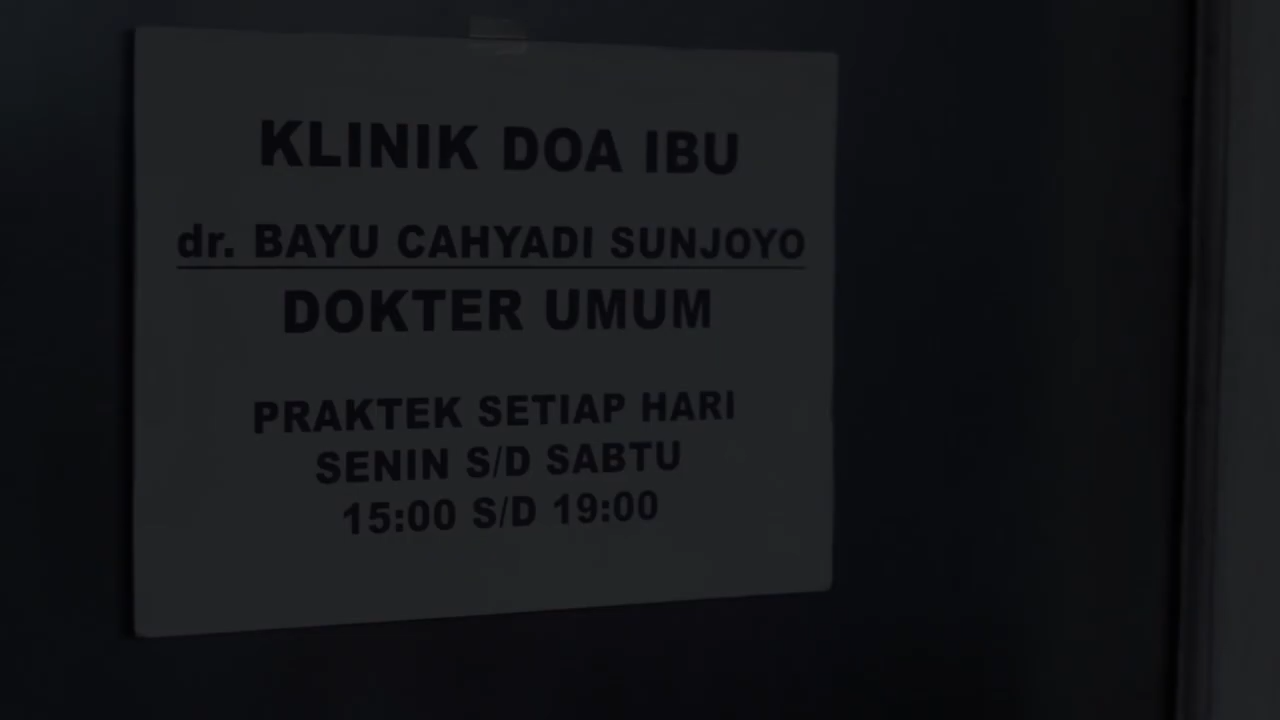 KLINIK DOA IBU
dr. BAYU CAHYADI SUNJOYO
DOKTER UMUM
PRAKTEK SETIAP HARI
SENIN S/D SABTU
15:00 S/D 19:00